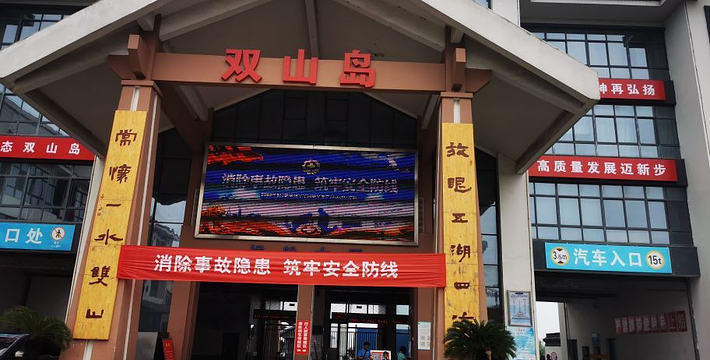 双山岛
神再弘扬
态双山岛
高质量发展迈新步
常怀一水双山
放眼五湖四
消除事故隐患 筑牢安全防线
口处
3.5m 汽车入口 15t
消除事故隐患 筑牢安全防线